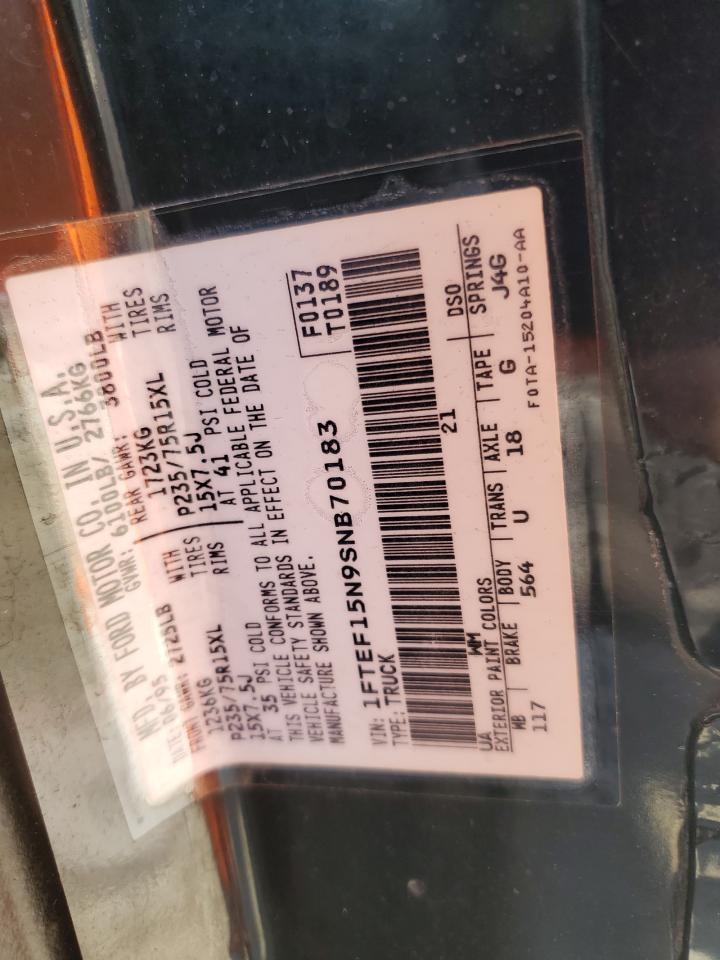 MFD. BY FORD MOTOR CO. IN U.S.A.
DATE: 06/95 GVWR: 6100LB/ 2766KG
FRONT GAWR: 2725LB REAR GAWR: 3800LB
1236KG WITH 1723KG WITH
P235/75R15XL TIRES P235/75R15XL TIRES
15X7.5J RIMS 15X7.5J RIMS
AT 35 PSI COLD AT 41 PSI COLD
THIS VEHICLE CONFORMS TO ALL APPLICABLE FEDERAL MOTOR
VEHICLE SAFETY STANDARDS IN EFFECT ON THE DATE OF
MANUFACTURE SHOWN ABOVE.
F0137
T0189
VIN: 1FTEF15N9SNB70183
TYPE: TRUCK
21
UA WM
EXTERIOR PAINT COLORS DSO
WB BRAKE BODY TRANS AXLE TAPE SPRINGS
117 564 U 18 G J4G
F0TA-15204A10-AA